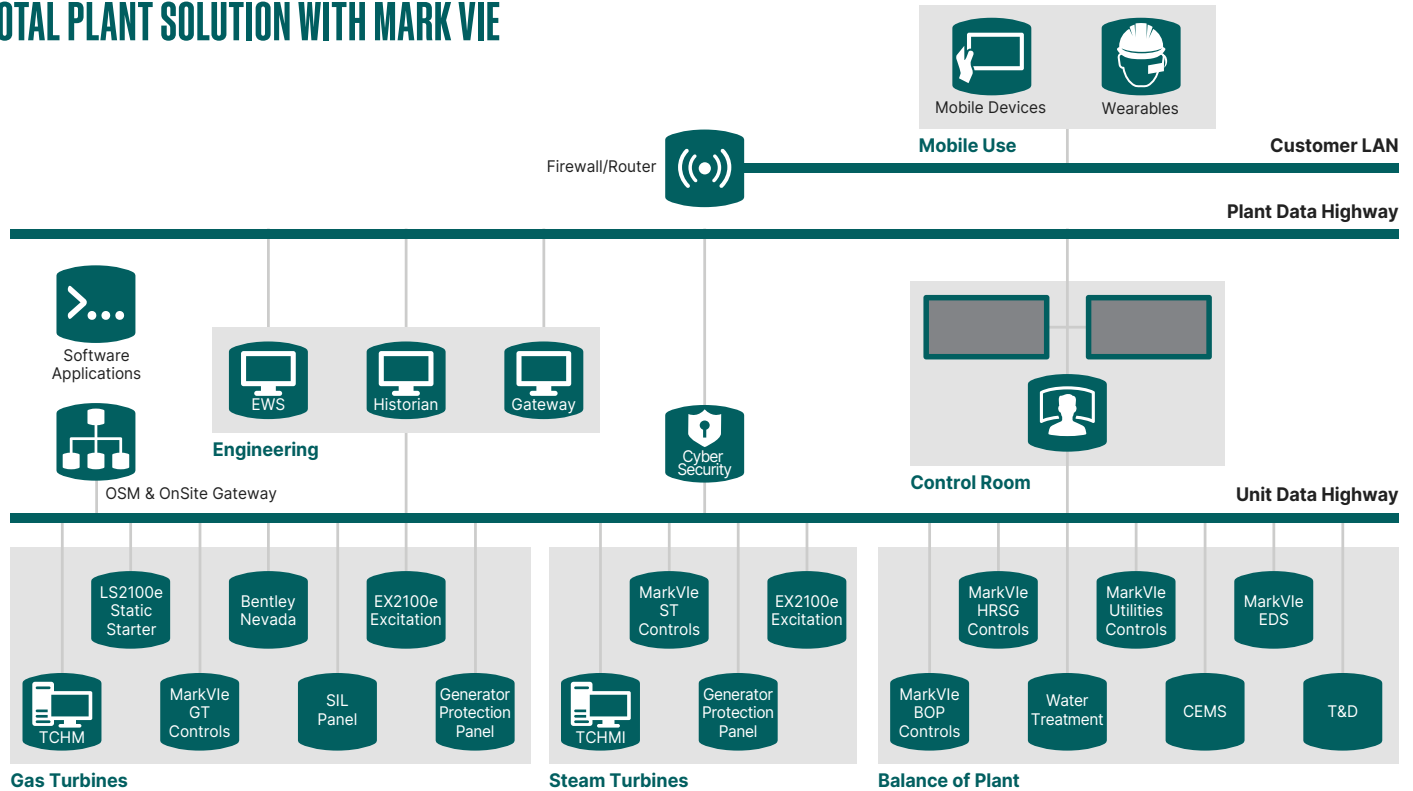 OTAL PLANT SOLUTION WITH MARK VIE
Mobile Devices
Wearables
Mobile Use
Customer LAN
Firewall/Router
Plant Data Highway
Software
Applications
EWS
Historian
Gateway
Engineering
Cyber
Security
Control Room
OSM & OnSite Gateway
Unit Data Highway
LS2100e
Static
Starter
Bentley
Nevada
EX2100e
Excitation
TCHM
MarkVIe
GT
Controls
SIL
Panel
Generator
Protection
Panel
Gas Turbines
MarkVIe
ST
Controls
EX2100e
Excitation
TCHMI
Generator
Protection
Panel
Steam Turbines
MarkVIe
HRSG
Controls
MarkVIe
Utilities
Controls
MarkVIe
EDS
MarkVIe
BOP
Controls
Water
Treatment
CEMS
T&D
Balance of Plant